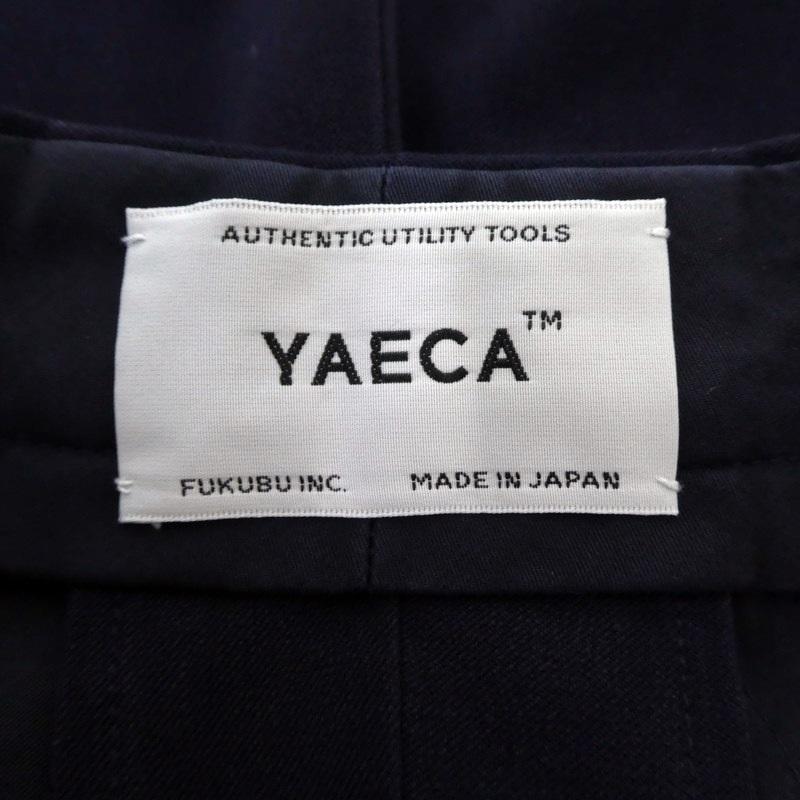 AUTHENTIC UTILITY TOOLS
YAECA™
FUKUBU INC. MADE IN JAPAN